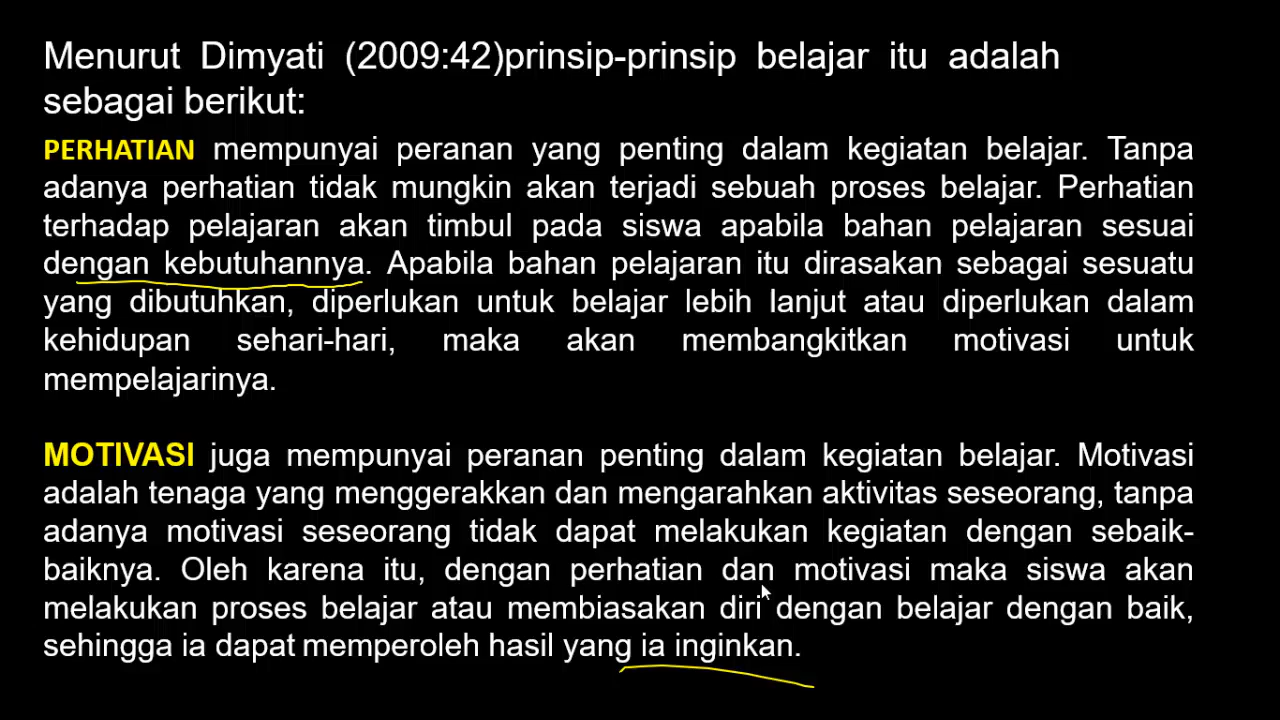 Menurut Dimyati (2009:42)prinsip-prinsip belajar itu adalah
sebagai berikut:
PERHATIAN mempunyai peranan yang penting dalam kegiatan belajar. Tanpa
adanya perhatian tidak mungkin akan terjadi sebuah proses belajar. Perhatian
terhadap pelajaran akan timbul pada siswa apabila bahan pelajaran sesuai
dengan kebutuhannya. Apabila bahan pelajaran itu dirasakan sebagai sesuatu
yang dibutuhkan, diperlukan untuk belajar lebih lanjut atau diperlukan dalam
kehidupan sehari-hari, maka akan membangkitkan motivasi untuk
mempelajarinya.
MOTIVASI juga mempunyai peranan penting dalam kegiatan belajar. Motivasi
adalah tenaga yang menggerakkan dan mengarahkan aktivitas seseorang, tanpa
adanya motivasi seseorang tidak dapat melakukan kegiatan dengan sebaik-
baiknya. Oleh karena itu, dengan perhatian dan motivasi maka siswa akan
melakukan proses belajar atau membiasakan diri dengan belajar dengan baik,
sehingga ia dapat memperoleh hasil yang ia inginkan.